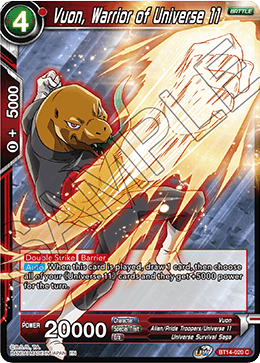 4
Vuon, Warrior of Universe 11
BATTLE
+ 5000
SAMPLE
Double Strike Barrier
Auto When this card is played, draw 1 card, then choose
all of your ‹Universe 11› cards and they get +5000 power
for the turn.
Character
Vuon
Special Trait
Alien/Pride Troopers/Universe 11
Era
Universe Survival Saga
POWER 20000
BT14-020 C